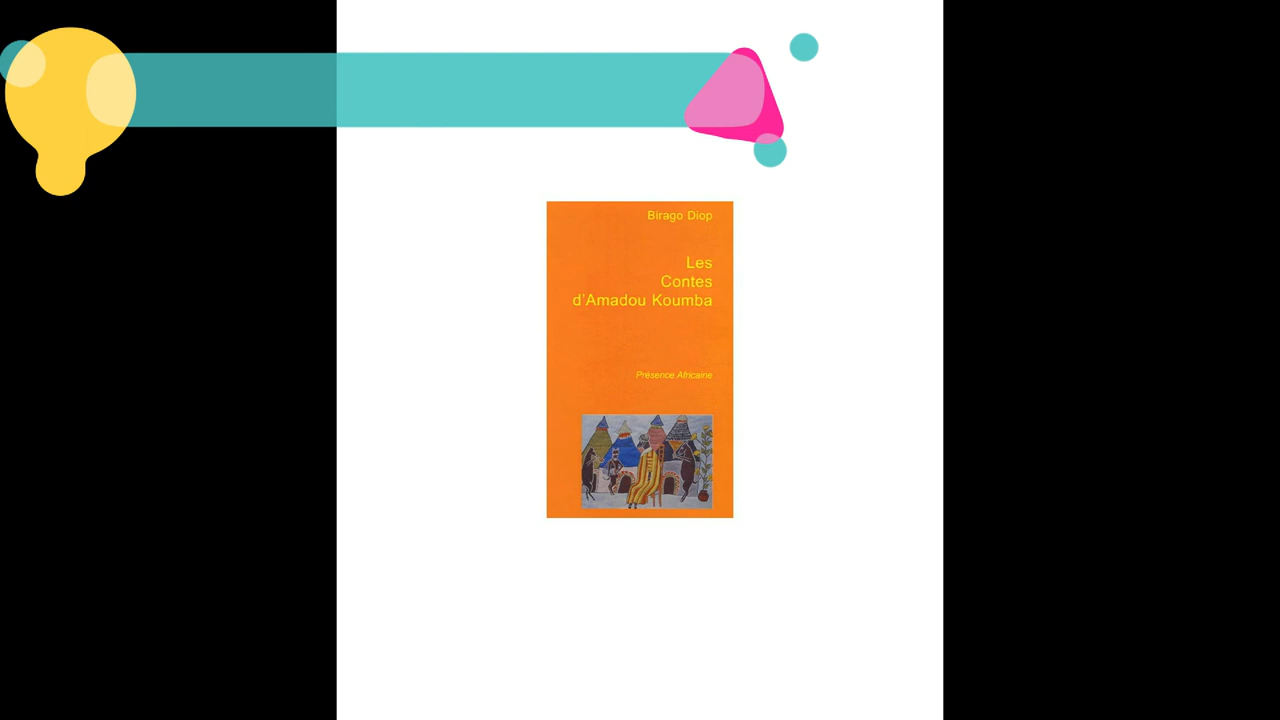 Birago Diop
Les
Contes
d'Amadou Koumba
Présence Africaine